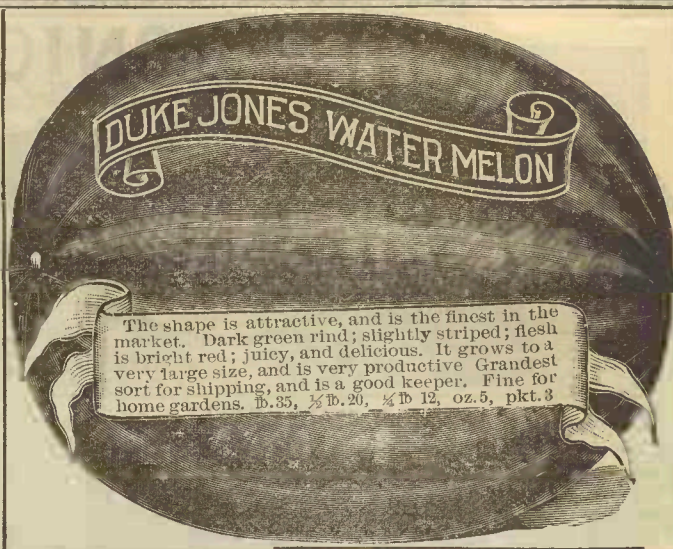 DUKE JONES WATER MELON
The shape is attractive, and is the finest in the
market. Dark green rind; slightly striped; flesh
is bright red; juicy, and delicious. It grows to a
very large size, and is very productive Grandest
sort for shipping, and is a good keeper. Fine for
home gardens. ℔.35, ½℔.20, ¼℔ 12, oz.5, pkt.3